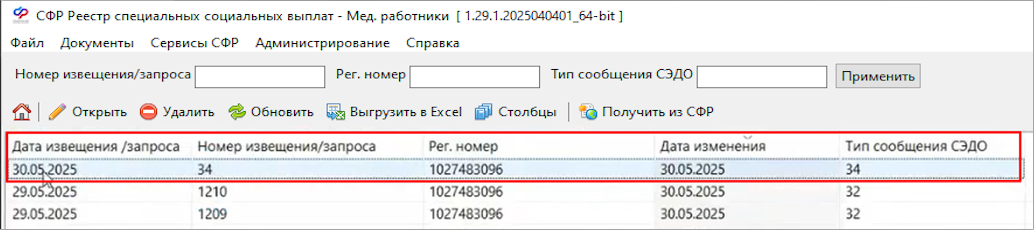 СФР Реестр специальных социальных выплат - Мед. работники [ 1.29.1.2025040401_64-bit ]
Файл Документы Сервисы СФР Администрирование Справка
Номер извещения/запроса Рег. номер Тип сообщения СЭДО Применить
Открыть Удалить Обновить Выгрузить в Excel Столбцы Получить из СФР
Дата извещения /запроса Номер извещения/запроса Рег. номер Дата изменения Тип сообщения СЭДО
30.05.2025 34 1027483096 30.05.2025 34
29.05.2025 1210 1027483096 30.05.2025 32
29.05.2025 1209 1027483096 30.05.2025 32